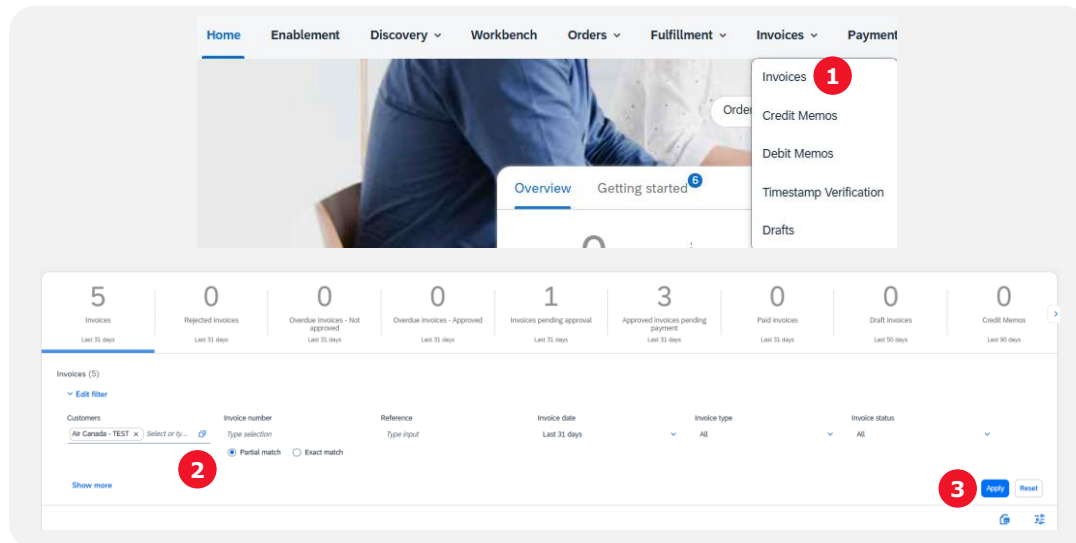 Home Enablement Discovery Workbench Orders Fulfillment Invoices Payment
Invoices 1
Order
Credit Memos
Debit Memos
Overview Getting started 6
Timestamp Verification
Drafts
0
5 0 0 0 1 3 0 0 0
Invoices Rejected invoices Overdue invoices - Not approved Overdue invoices - Approved Invoices pending approval Approved invoices pending payment Paid invoices Draft invoices Credit Memos
Last 31 days Last 31 days Last 31 days Last 31 days Last 31 days Last 31 days Last 31 days Last 50 days Last 90 days
Invoices (5)
Edit filter
Customers Invoice number Reference Invoice date Invoice type Invoice status
Air Canada - TEST x Select or ty... Type selection Type input Last 31 days All All
2 Partial match Exact match
Show more 3 Apply Reset